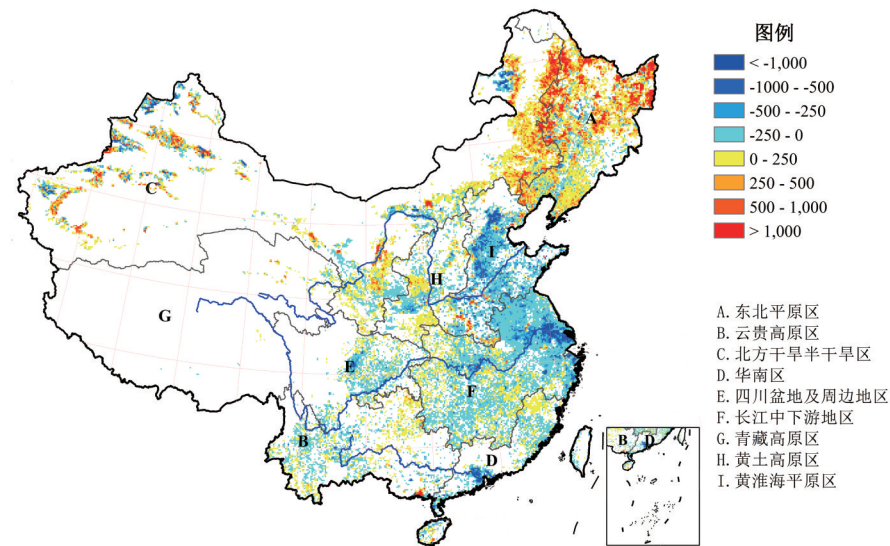 图例
< -1,000
-1000 - -500
-500 - -250
-250 - 0
0 - 250
250 - 500
500 - 1,000
> 1,000
A
C
I
H
G
E
F
B
D
B
D
A.东北平原区
B.云贵高原区
C.北方干旱半干旱区
D.华南区
E.四川盆地及周边地区
F.长江中下游地区
G.青藏高原区
H.黄土高原区
I.黄淮海平原区